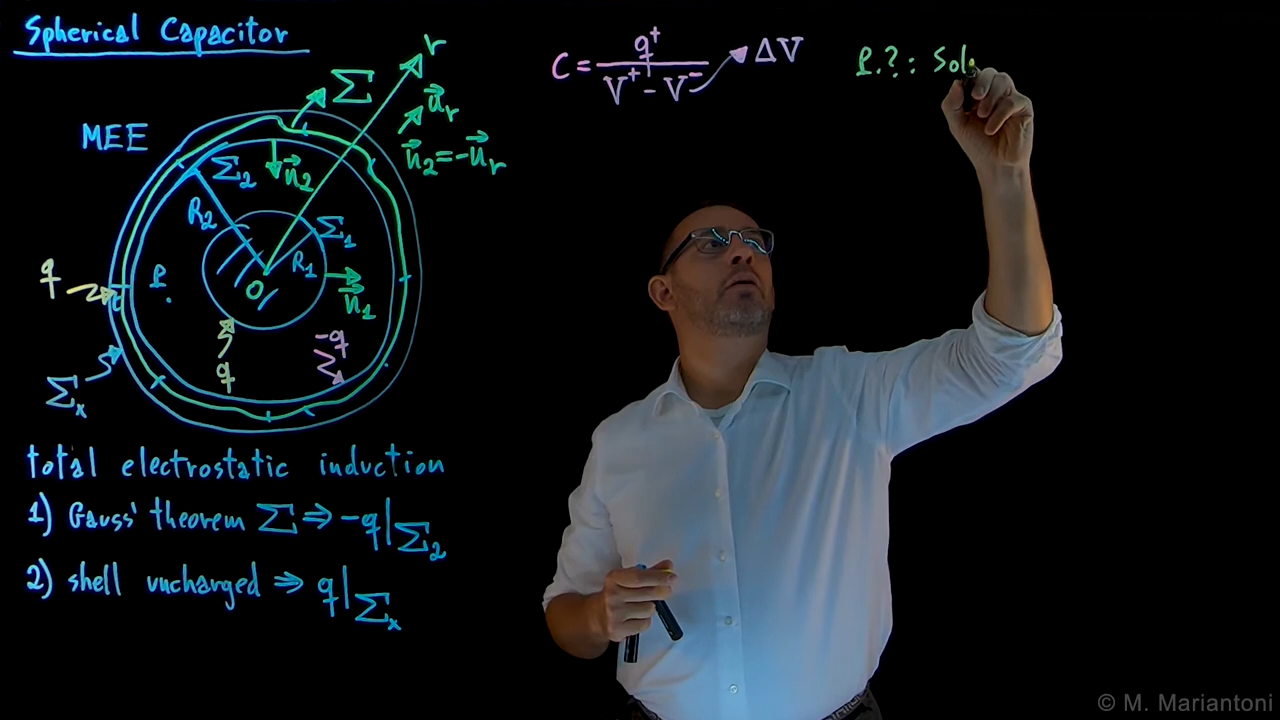 Spherical Capacitor
r
Σ
MEE
u⃗r
n⃗2 = -u⃗r
Σ2
n⃗2
R2
Σ1
R1
q
P
O
n⃗1
-q
q
Σx
total electrostatic induction
1) Gauss' theorem Σ ⇒ -q|Σ2
2) shell uncharged ⇒ q|Σx
C = q⁺ / (V⁺ - V⁻) ΔV
P.?: Sol
© M. Mariantoni